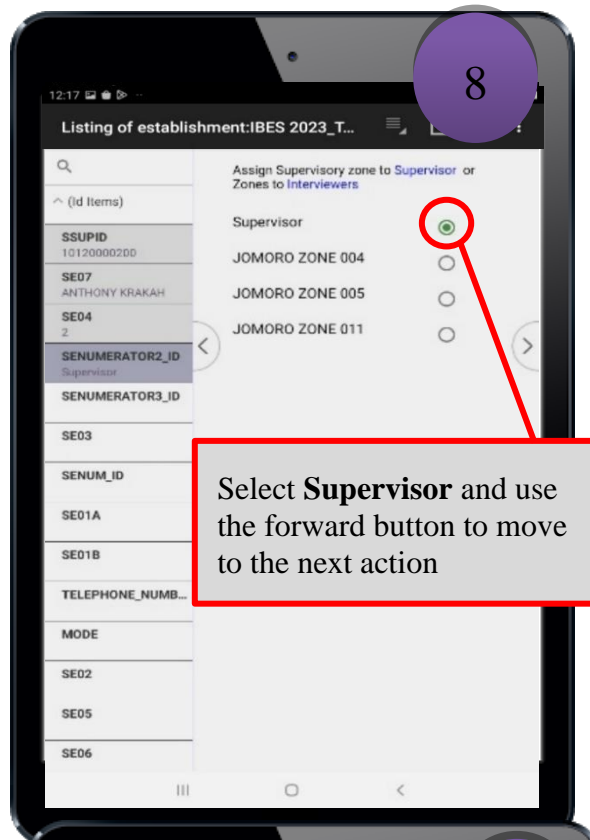 8
12:17
Listing of establishment:IBES 2023_T...
(Id Items)
SSUPID
101200002DD
SE07
ANTHONY KRAKAH
SE04
2
SENUMERATOR2_ID
Supervisor
SENUMERATOR3_ID
SE03
SENUM_ID
SE01A
SE01B
TELEPHONE_NUMB...
MODE
SE02
SE05
SE06
Assign Supervisory zone to Supervisor or
Zones to Interviewers
Supervisor
JOMORO ZONE 004
JOMORO ZONE 005
JOMORO ZONE 011
Select Supervisor and use
the forward button to move
to the next action